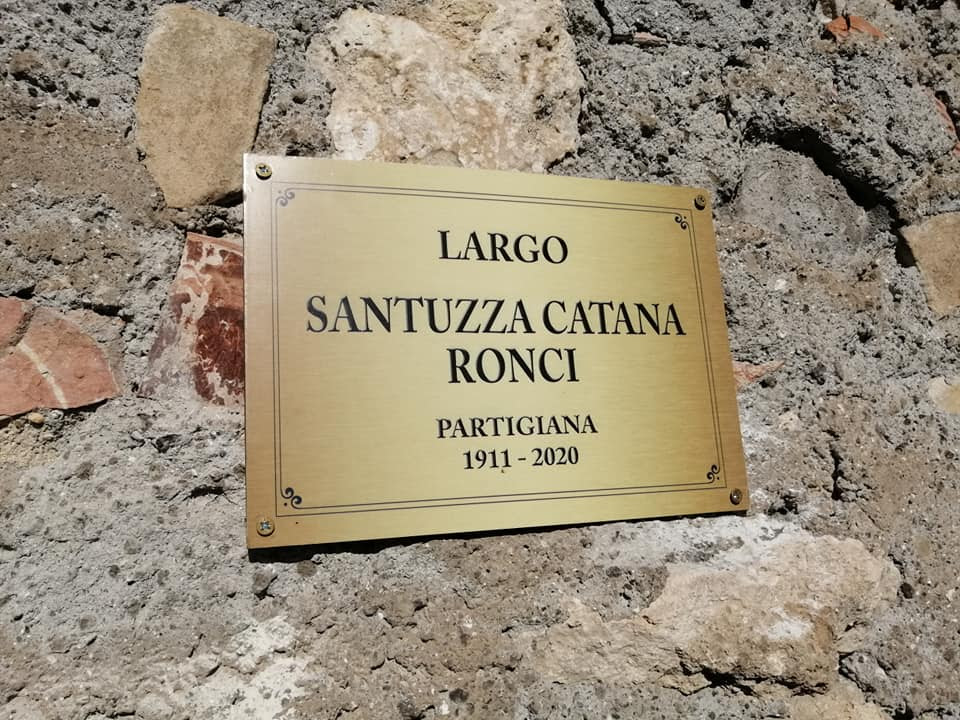 LARGO
SANTUZZA CATANA
RONCI
PARTIGIANA
1911 - 2020